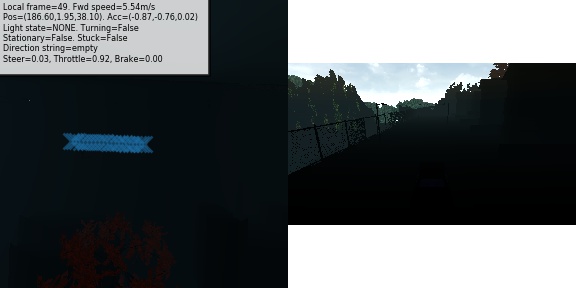 Local frame=49. Fwd speed=5.54m/s
Pos=(186.60,1.95,38.10). Acc=(-0.87,-0.76,0.02)
Light state=NONE. Turning=False
Stationary=False. Stuck=False
Direction string=empty
Steer=0.03, Throttle=0.92, Brake=0.00